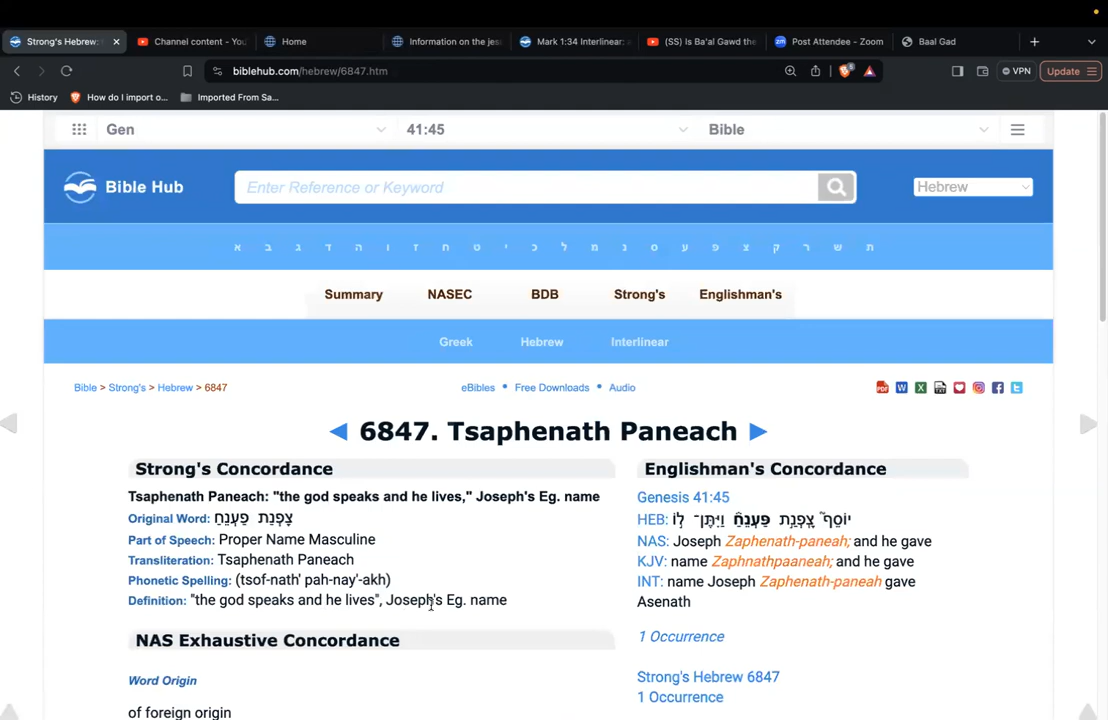 Strong's Hebrew:
Channel content - You
Home
Information on the jes
Mark 1:34 Interlinear:
(SS) Is Ba'al Gawd the
Post Attendee - Zoom
Baal Gad
biblehub.com/hebrew/6847.htm
8
VPN
Update
History
How do I import o...
Imported From Sa...
Gen
41:45
Bible
Bible Hub
Enter Reference or Keyword
Hebrew
א ב ג ד ה ו ז ח ט י כ ל מ נ ס ע פ צ ק ר ש ת
Summary NASEC BDB Strong's Englishman's
Greek Hebrew Interlinear
Bible > Strong's > Hebrew > 6847
eBibles • Free Downloads • Audio
◄ 6847. Tsaphenath Paneach ►
Strong's Concordance
Tsaphenath Paneach: "the god speaks and he lives," Joseph's Eg. name
Original Word: צָפְנַת פַּעְנֵחַ
Part of Speech: Proper Name Masculine
Transliteration: Tsaphenath Paneach
Phonetic Spelling: (tsof-nath' pah-nay'-akh)
Definition: "the god speaks and he lives", Joseph's Eg. name
NAS Exhaustive Concordance
Word Origin
of foreign origin
Englishman's Concordance
Genesis 41:45
HEB: יוֹסֵף֮ צָֽפְנַ֣ת פַּעְנֵחַ֒ וַיִּתֶּן־ ל֣וֹ
NAS: Joseph Zaphenath-paneah; and he gave
KJV: name Zaphnathpaaneah; and he gave
INT: name Joseph Zaphenath-paneah gave
Asenath
1 Occurrence
Strong's Hebrew 6847
1 Occurrence